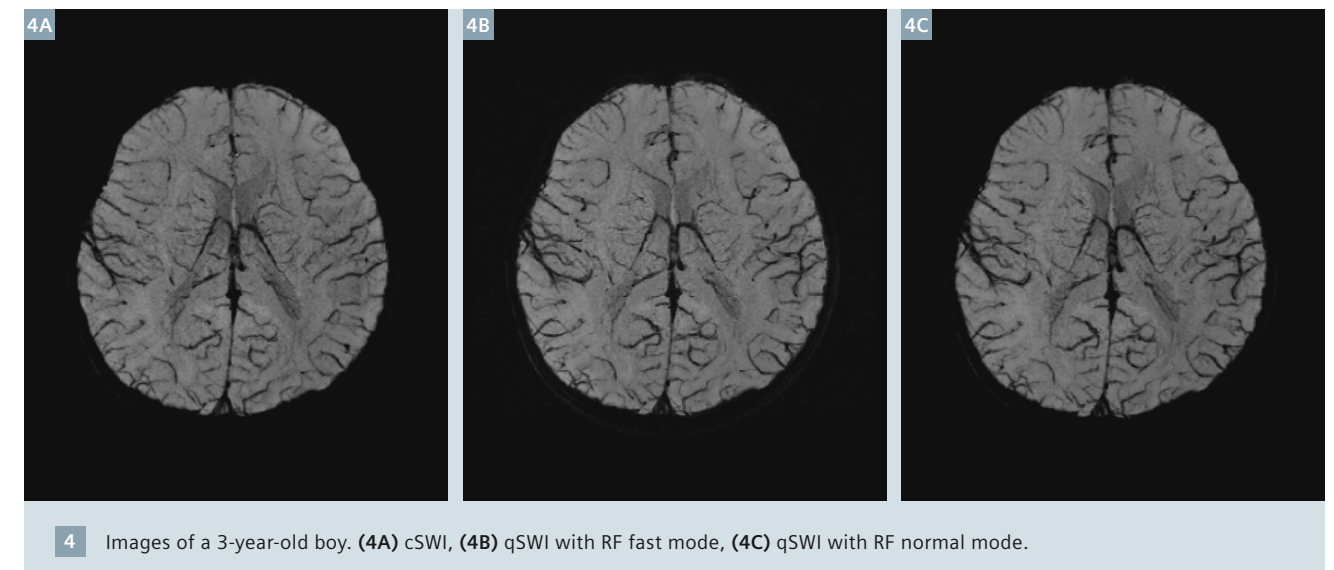 4A
4B
4C
4 Images of a 3-year-old boy. (4A) cSWI, (4B) qSWI with RF fast mode, (4C) qSWI with RF normal mode.